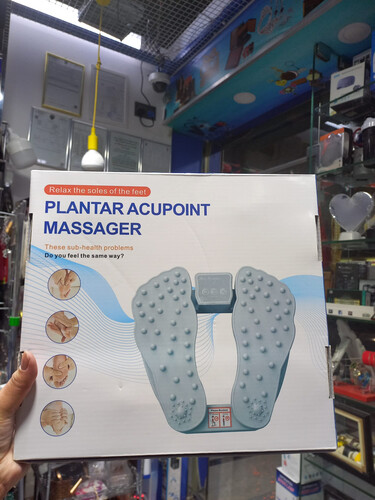 Relax the soles of the feet
PLANTAR ACUPOINT
MASSAGER
These sub-health problems
Do you feel the same way?